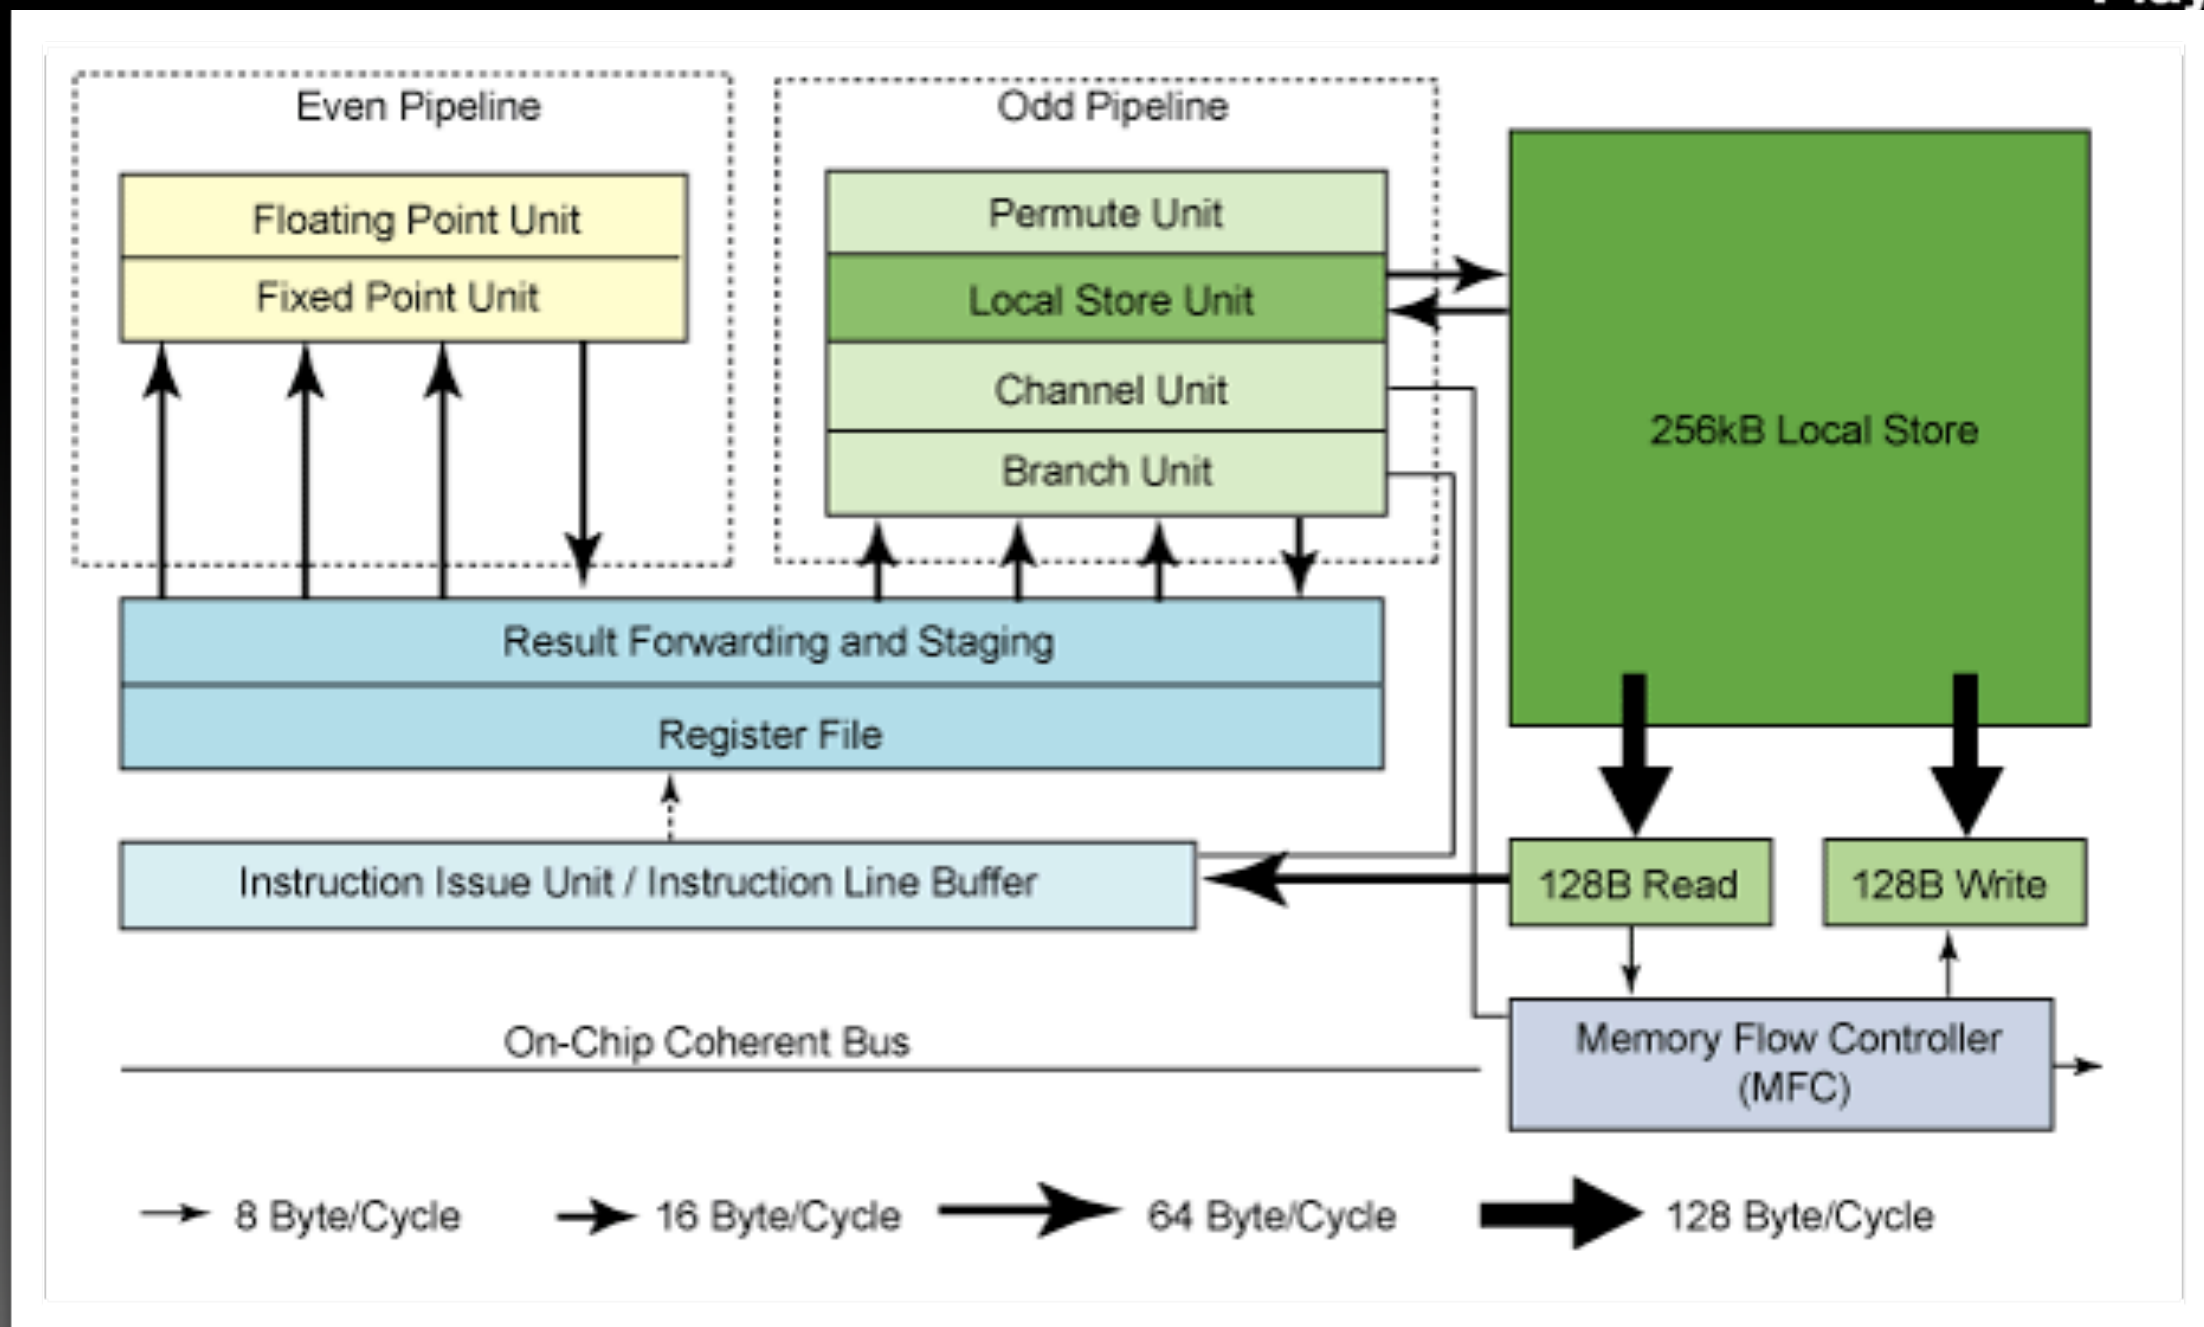 Even Pipeline
Odd Pipeline
Floating Point Unit
Fixed Point Unit
Permute Unit
Local Store Unit
Channel Unit
Branch Unit
256kB Local Store
Result Forwarding and Staging
Register File
Instruction Issue Unit / Instruction Line Buffer
128B Read
128B Write
On-Chip Coherent Bus
Memory Flow Controller
(MFC)
8 Byte/Cycle
16 Byte/Cycle
64 Byte/Cycle
128 Byte/Cycle